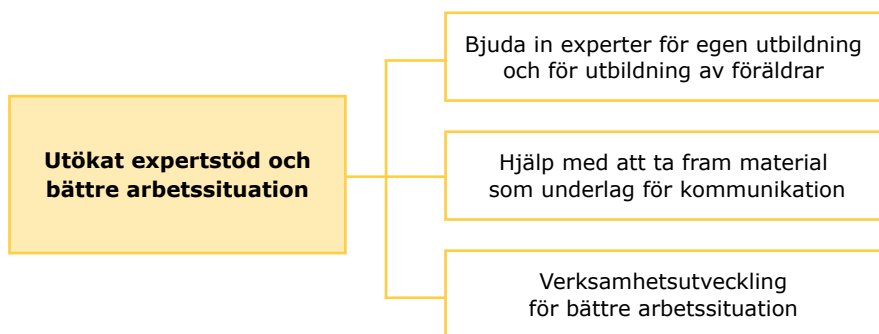 Bjuda in experter för egen utbildning
och för utbildning av föräldrar
Utökat expertstöd och
bättre arbetssituation
Hjälp med att ta fram material
som underlag för kommunikation
Verksamhetsutveckling
för bättre arbetssituation